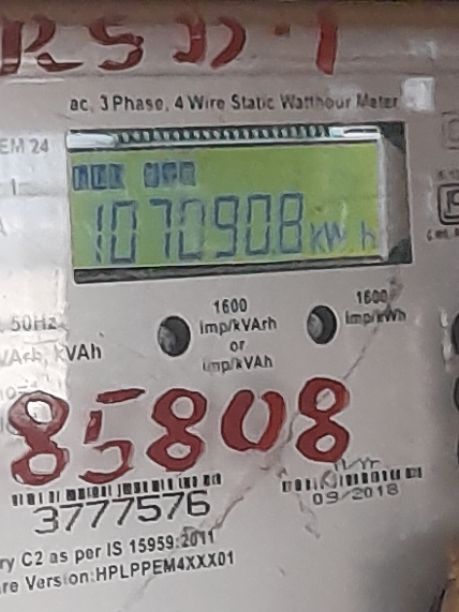 RSD-1
ac, 3 Phase, 4 Wire Static Watthour Meter
EM 24
1070908 kWh
50Hz
1600
imp/kVArh
or
imp/kVAh
1600
imp/kWh
VArh, kVAh
85808
3777576
09/2018
ry C2 as per IS 15959:2011
re Version:HPLPPEM4XXX01